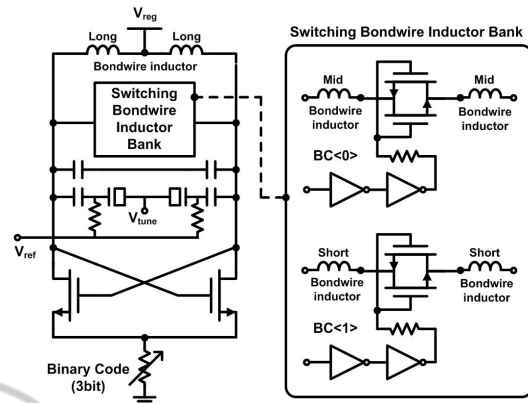 V_reg
Long
Long
Bondwire inductor
Switching
Bondwire
Inductor
Bank
V_tune
V_ref
Binary Code
(3bit)
Switching Bondwire Inductor Bank
Mid
Bondwire
inductor
Mid
Bondwire
inductor
BC<0>
Short
Bondwire
inductor
Short
Bondwire
inductor
BC<1>